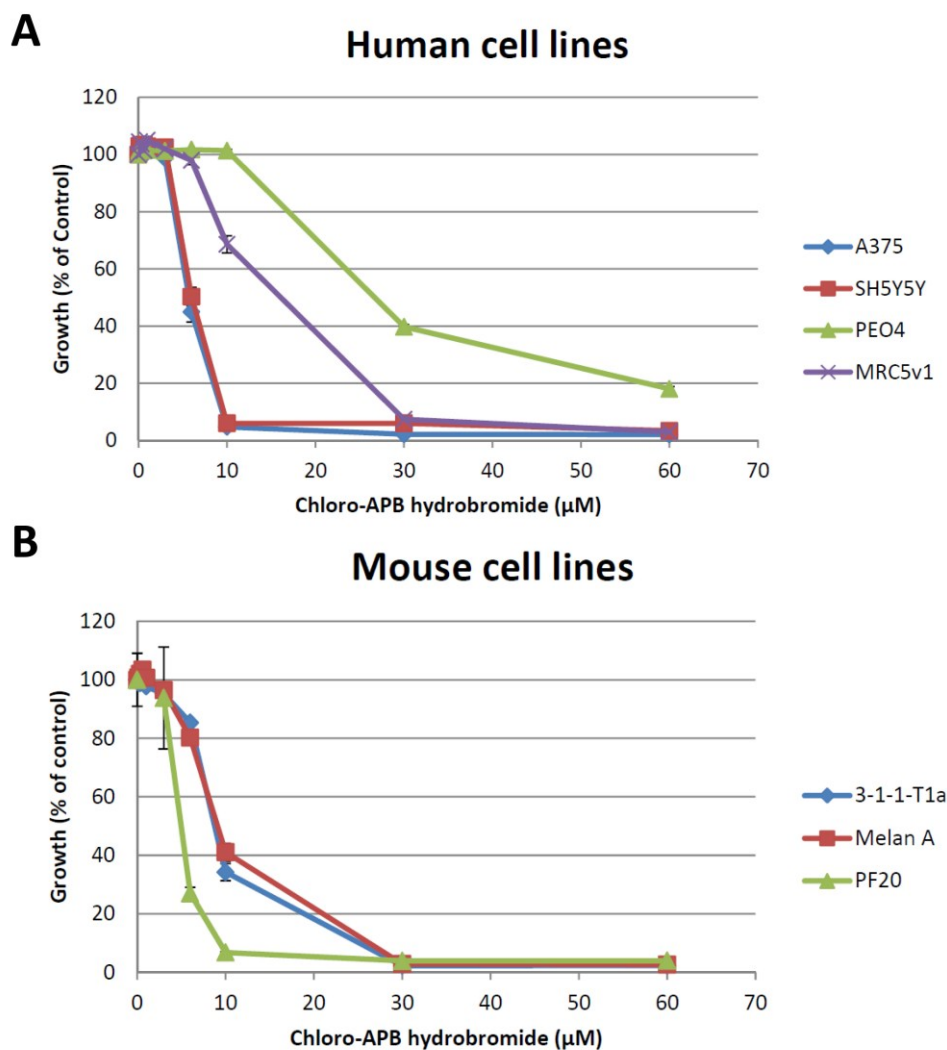 A
Human cell lines
120
100
80
60
40
20
0
Growth (% of Control)
0 10 20 30 40 50 60 70
Chloro-APB hydrobromide (µM)
A375
SH5Y5Y
PEO4
MRC5v1
B
Mouse cell lines
120
100
80
60
40
20
0
Growth (% of control)
0 10 20 30 40 50 60 70
Chloro-APB hydrobromide (µM)
3-1-1-T1a
Melan A
PF20